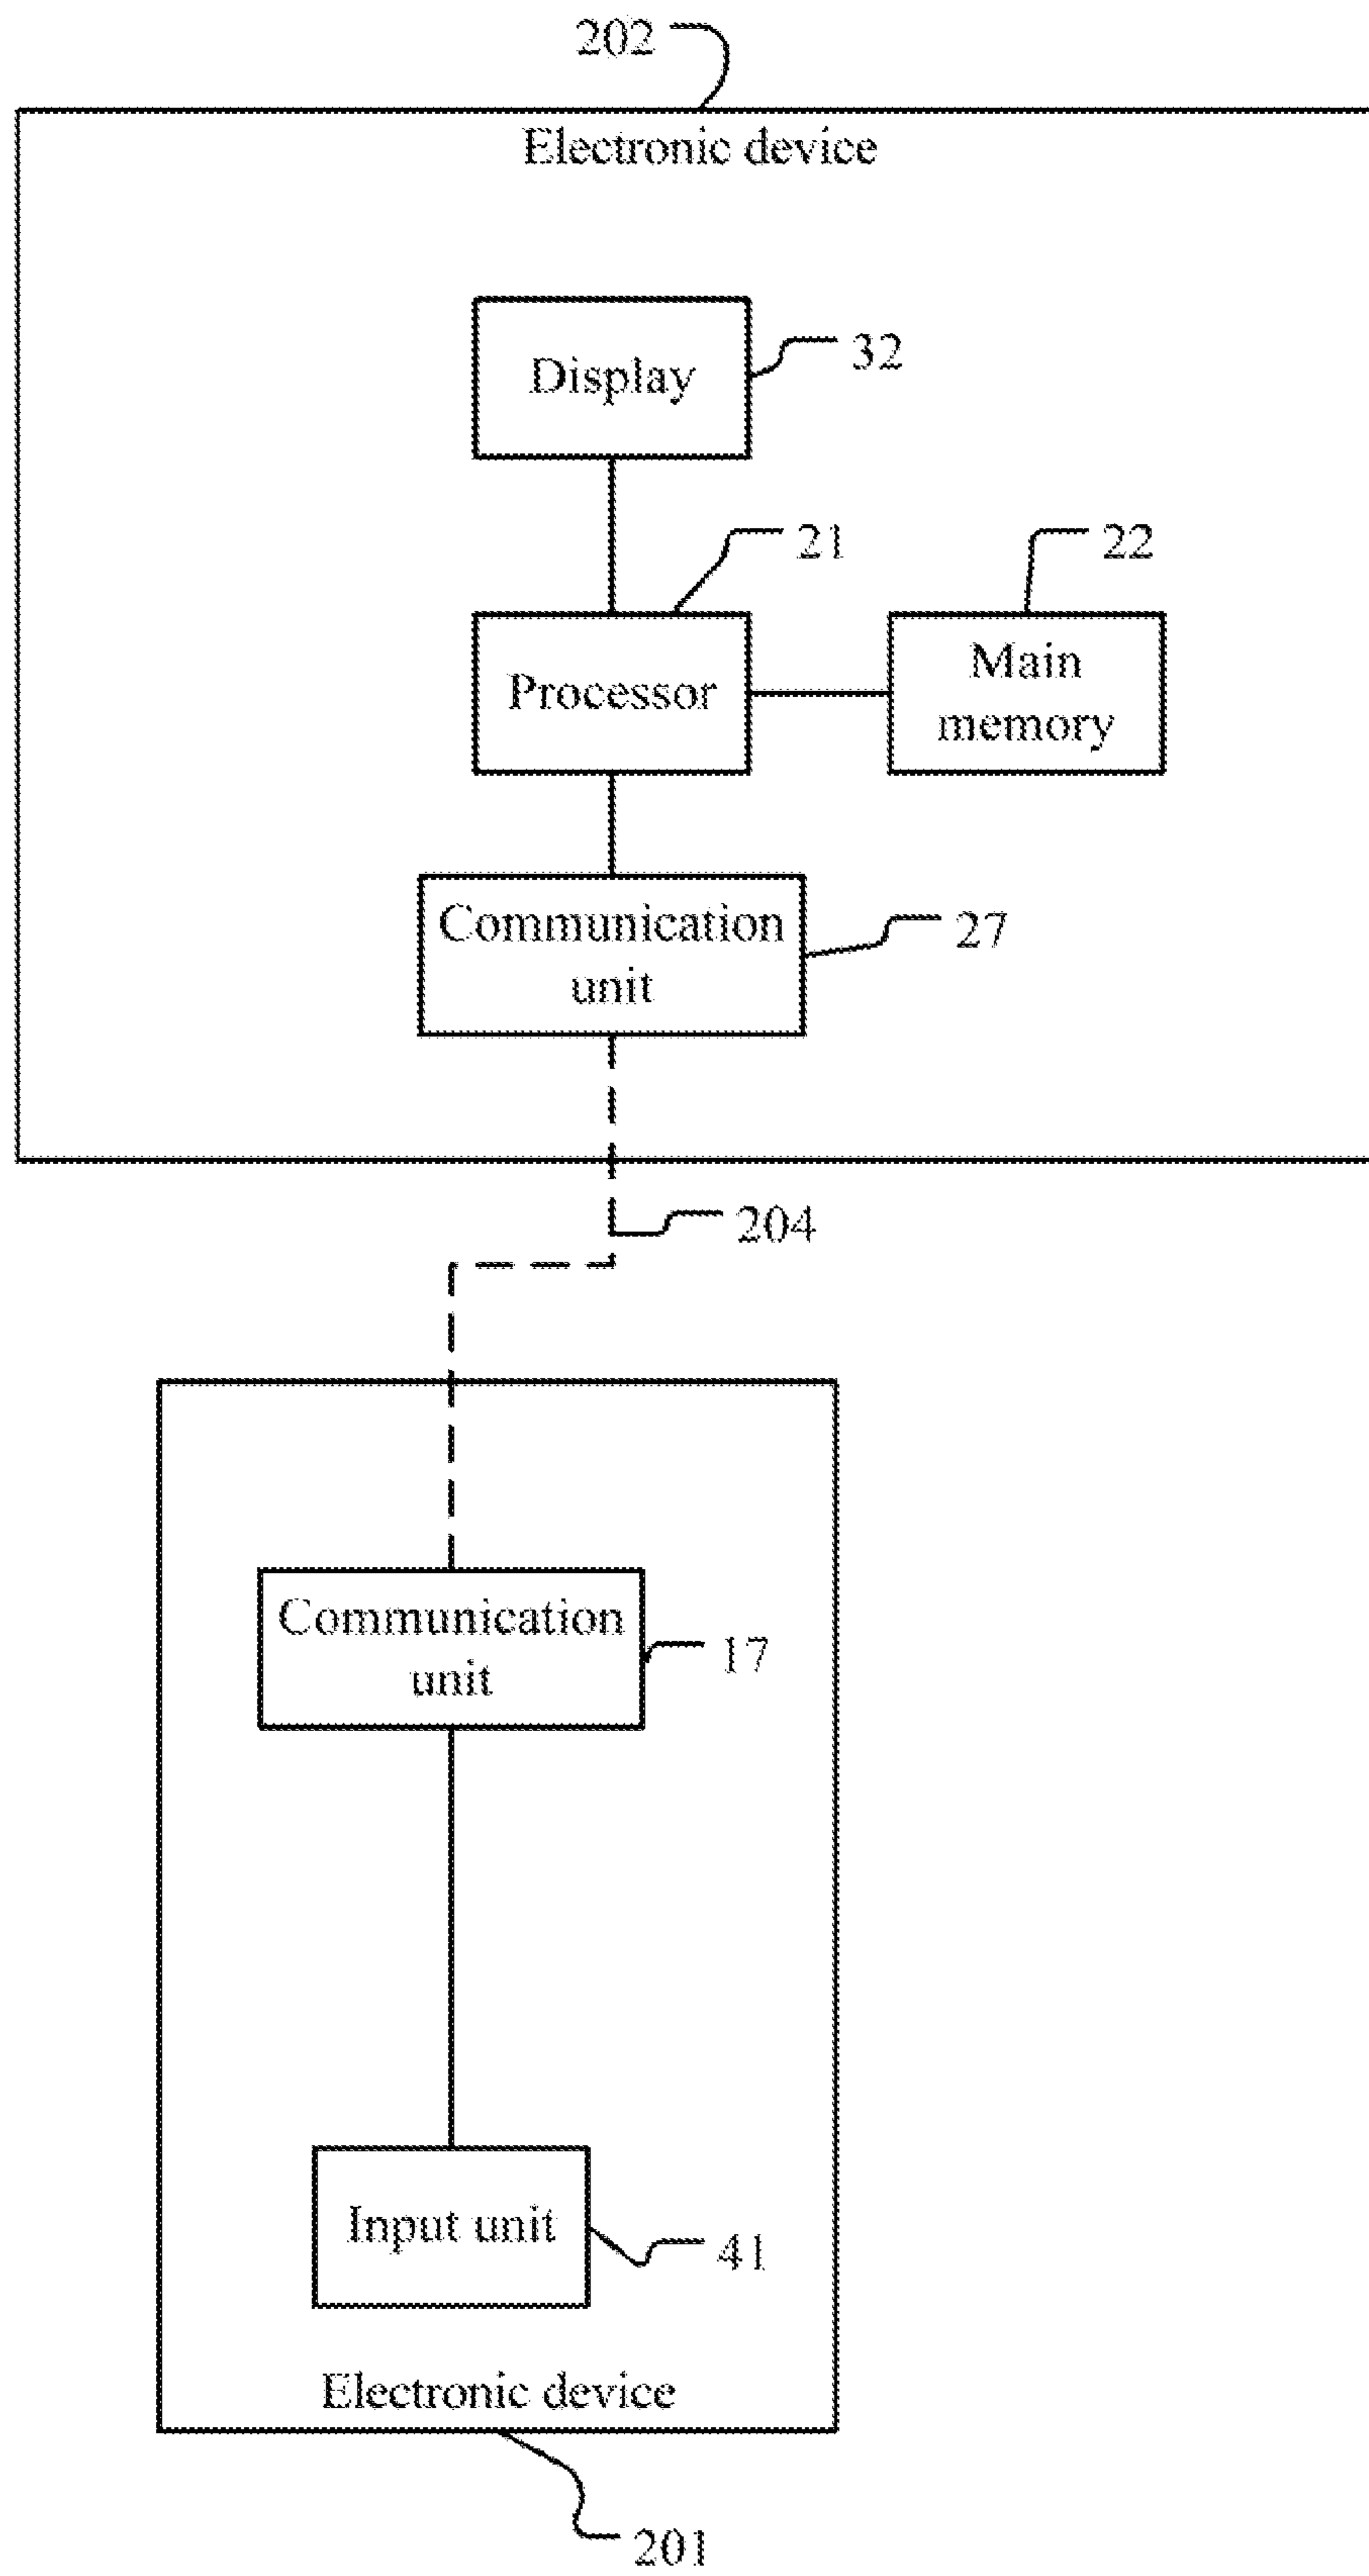 202
Electronic device
Display
32
21
22
Processor
Main
memory
Communication
unit
27
204
Communication
unit
17
Input unit
41
Electronic device
201